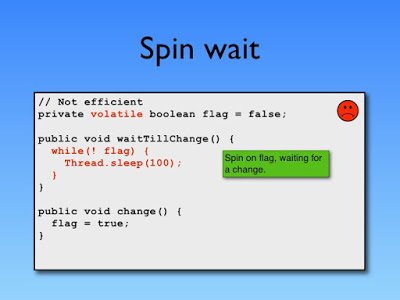 Spin wait
// Not efficient
private volatile boolean flag = false;
public void waitTillChange() {
while(! flag) {
Thread.sleep(100);
}
}
Spin on flag, waiting for
a change.
public void change() {
flag = true;
}